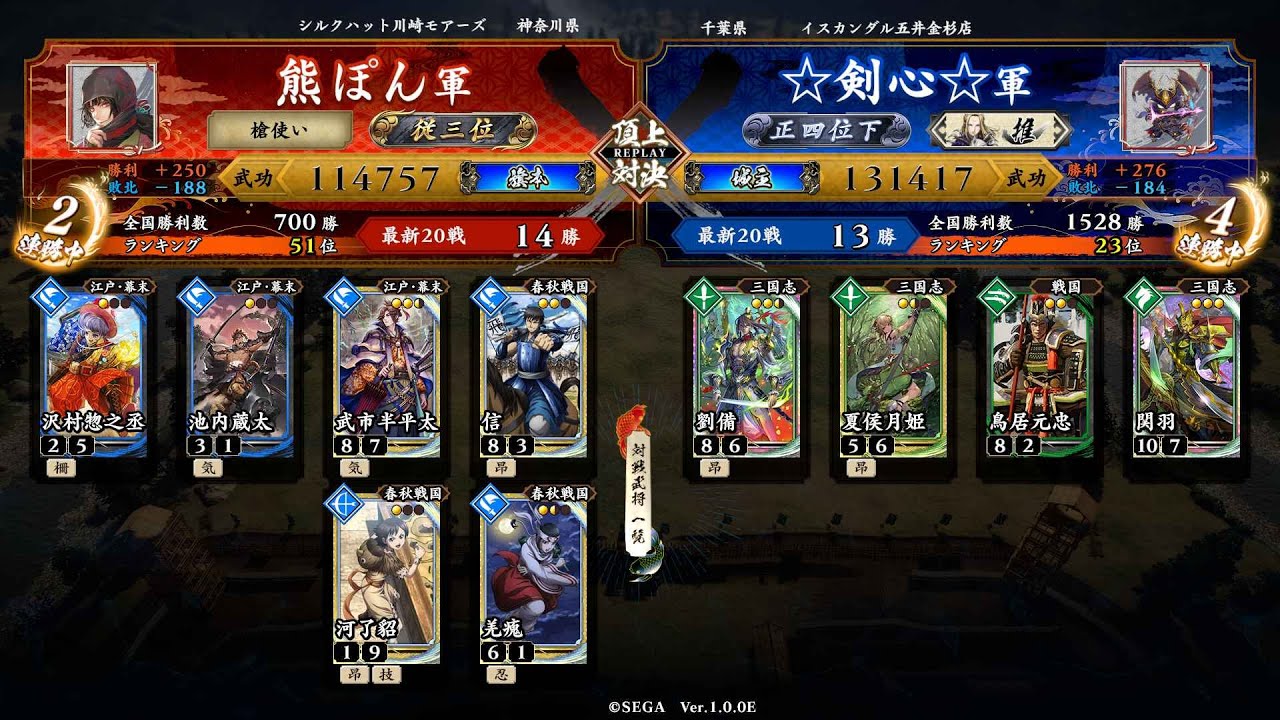 シルクハット川崎モアーズ 神奈川県
千葉県 イスカンダル五井金杉店
熊ぽん軍
槍使い
従三位
☆剣心☆軍
正四位下
推
頂上
REPLAY
対決
勝利 +250
敗北 -188
武功 114757
旗本
城主
131417 武功
勝利 +276
敗北 -184
2
連勝中
全国勝利数 700勝
ランキング 51位
最新20戦 14勝
最新20戦 13勝
全国勝利数 1528勝
ランキング 23位
4
連勝中
江戸・幕末
沢村惣之丞
2 5
柵
江戸・幕末
池内蔵太
3 1
気
江戸・幕末
武市半平太
8 7
気
春秋戦国
飛
信
8 3
昂
三国志
劉備
8 6
昂
三国志
夏侯月姫
5 6
昂
戦国
鳥居元忠
8 2
三国志
関羽
10 7
対戦武将一覧
春秋戦国
河了貂
1 9
昂 技
春秋戦国
羌瘣
6 1
忍
©SEGA Ver.1.0.0E